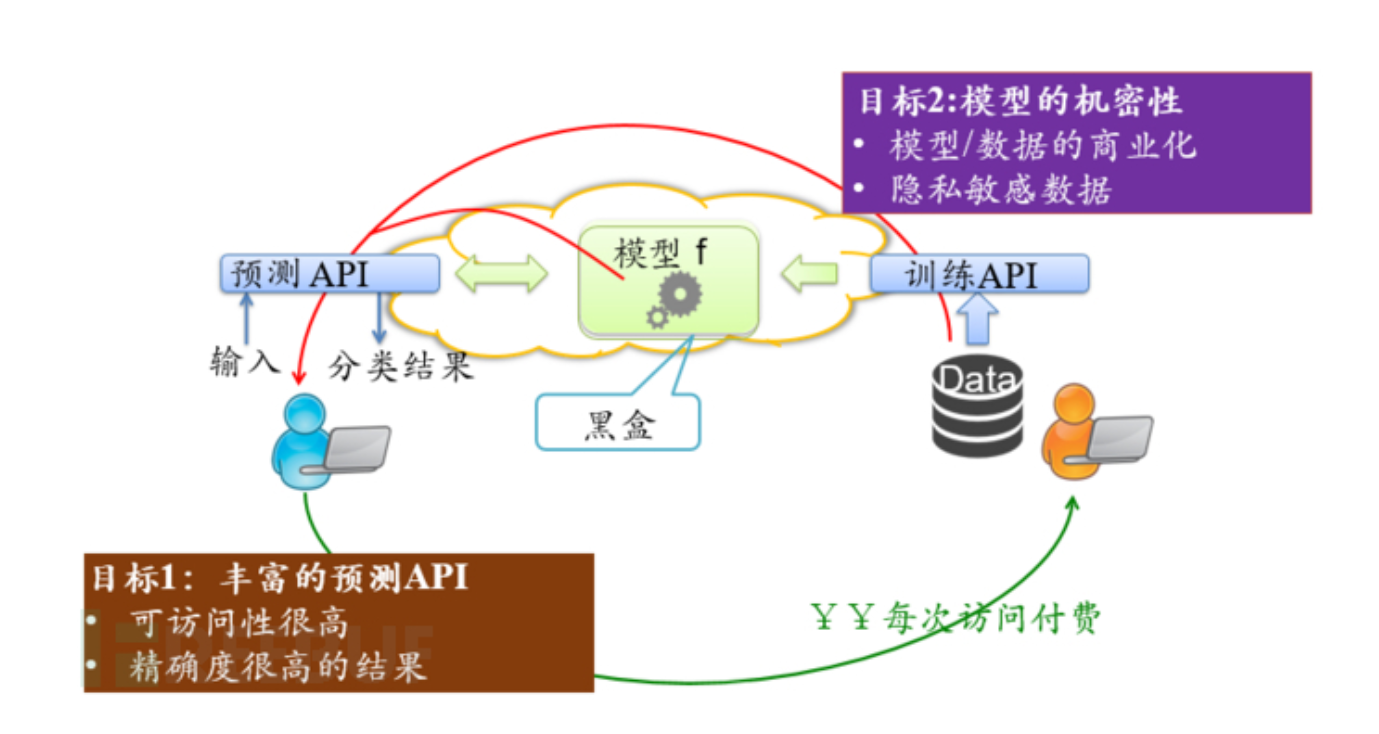 目标2:模型的机密性
• 模型/数据的商业化
• 隐私敏感数据
模型 f
预测 API
训练API
输入
分类结果
Data
黑盒
目标1： 丰富的预测API
• 可访问性很高
• 精确度很高的结果
￥￥每次访问付费